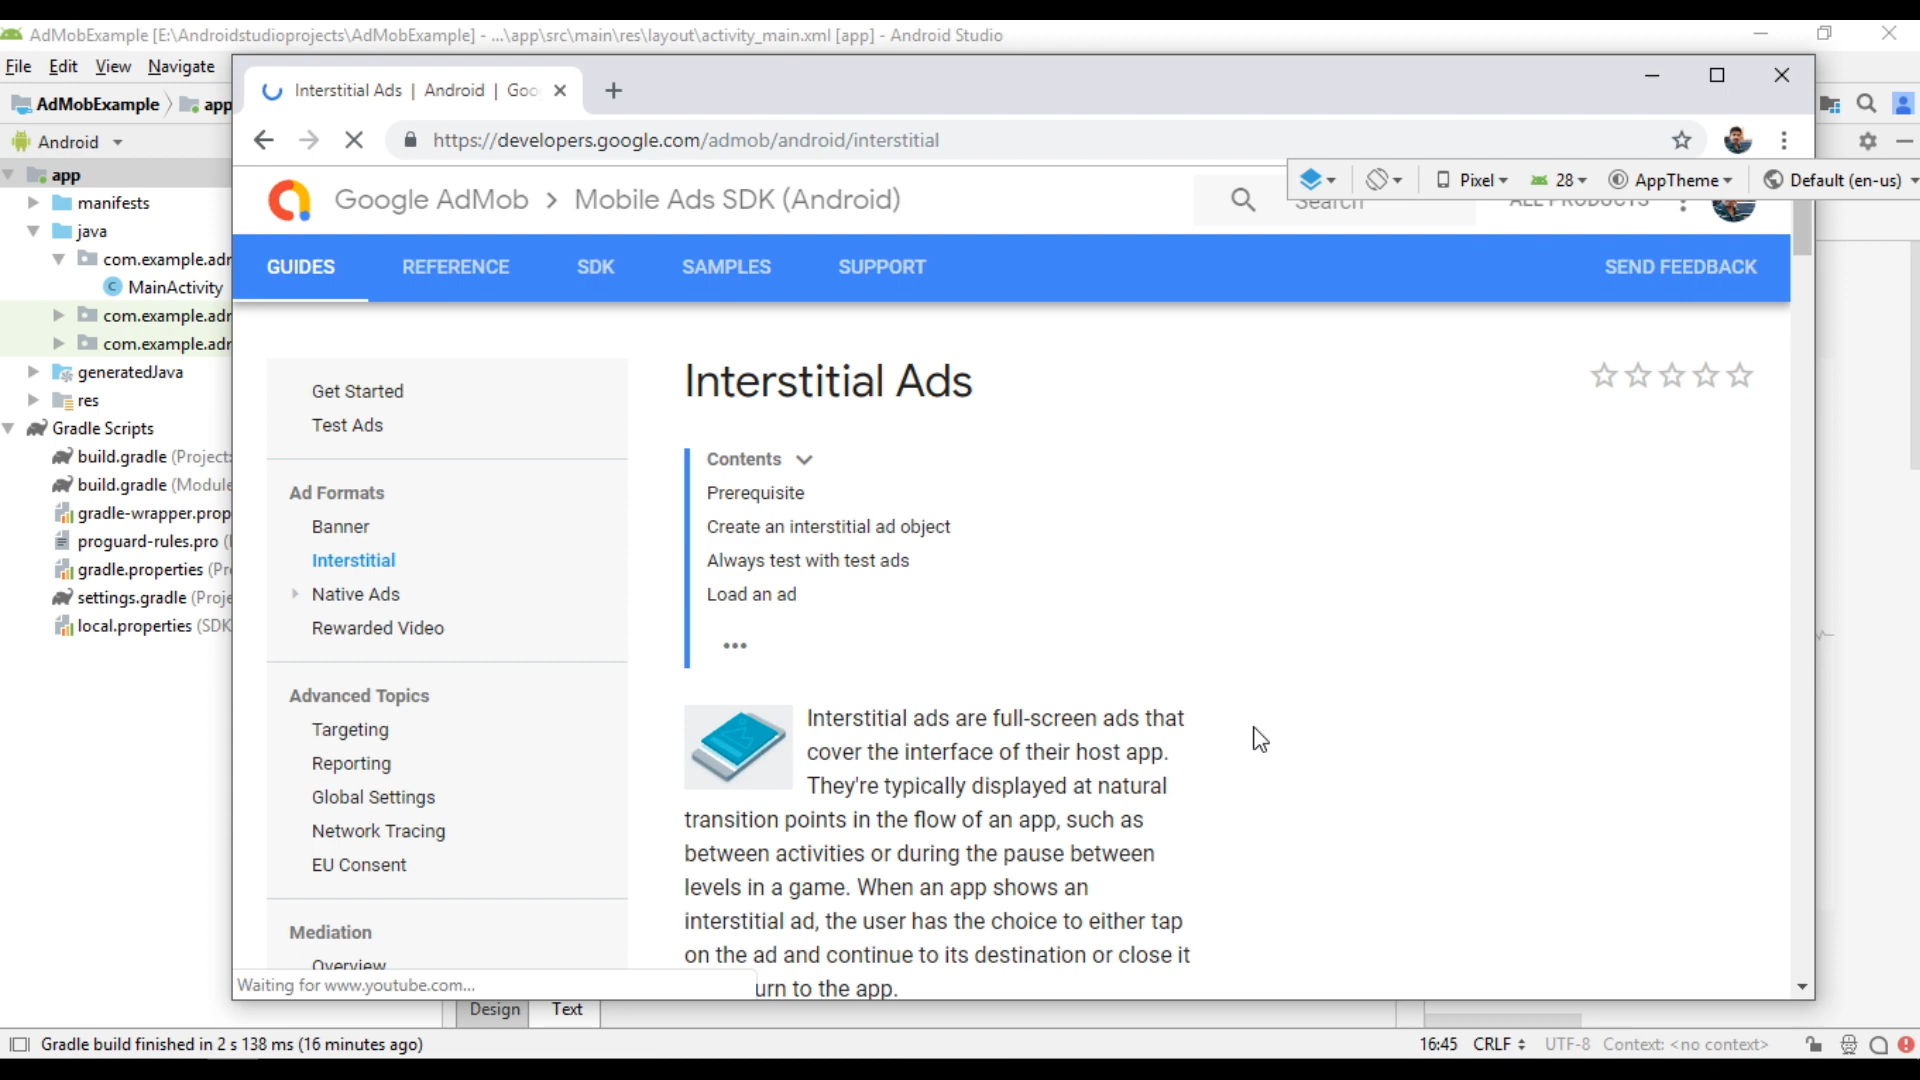 AdMobExample [E:\Androidstudioprojects\AdMobExample] - ...\app\src\main\res\layout\activity_main.xml [app] - Android Studio
File Edit View Navigate
Interstitial Ads | Android | Goo
AdMobExample app
https://developers.google.com/admob/android/interstitial
Android
Pixel 28 AppTheme Default (en-us)
Google AdMob > Mobile Ads SDK (Android)
Search ALL PRODUCTS
GUIDES REFERENCE SDK SAMPLES SUPPORT SEND FEEDBACK
app
manifests
java
com.example.adr
C MainActivity
com.example.adr
com.example.adr
generatedJava
res
Gradle Scripts
build.gradle (Project:
build.gradle (Module
gradle-wrapper.prop
proguard-rules.pro (
gradle.properties (Pr
settings.gradle (Proje
local.properties (SDK
Get Started
Test Ads
Ad Formats
Banner
Interstitial
Native Ads
Rewarded Video
Advanced Topics
Targeting
Reporting
Global Settings
Network Tracing
EU Consent
Mediation
Overview
Interstitial Ads
Contents
Prerequisite
Create an interstitial ad object
Always test with test ads
Load an ad
•••
Interstitial ads are full-screen ads that
cover the interface of their host app.
They're typically displayed at natural
transition points in the flow of an app, such as
between activities or during the pause between
levels in a game. When an app shows an
interstitial ad, the user has the choice to either tap
on the ad and continue to its destination or close it
urn to the app.
Waiting for www.youtube.com...
Design Text
Gradle build finished in 2 s 138 ms (16 minutes ago)
16:45 CRLF UTF-8 Context: <no context>